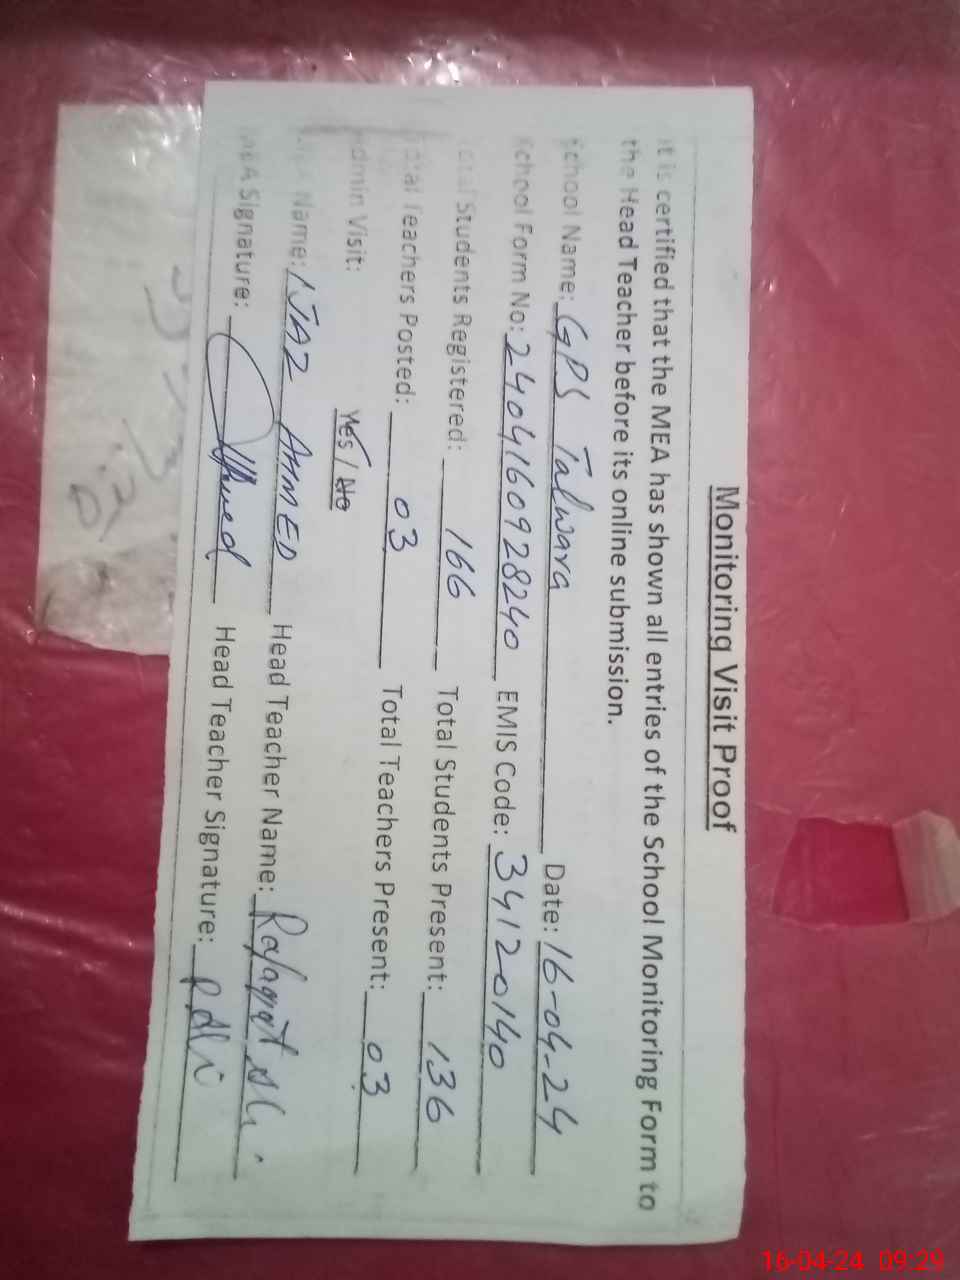 Monitoring Visit Proof
It is certified that the MEA has shown all entries of the School Monitoring Form to
the Head Teacher before its online submission.
School Name: GPS Talwara Date: 16-04-24
School Form No: 2404160928240 EMIS Code: 34120140
Total Students Registered: 166 Total Students Present: 136
Total Teachers Posted: 03 Total Teachers Present: 03
Admin Visit: Yes / No
Name: IJAZ AHMED Head Teacher Name: Rafaqat Ali
MEA Signature: Ahmed Head Teacher Signature:
16-04-24 09:29